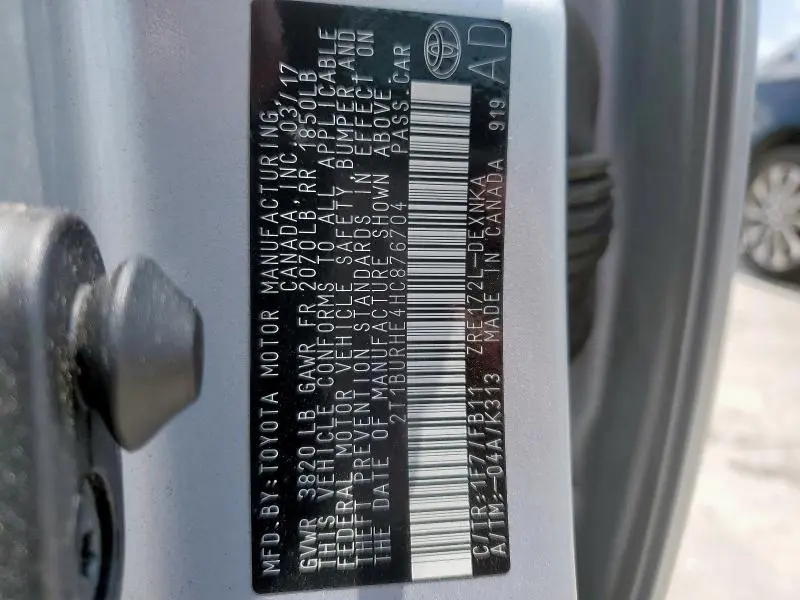 MFD.BY:TOYOTA MOTOR MANUFACTURING,
CANADA, INC. 03/17
GVWR 3820 LB GAWR FR 2070LB, RR 1850LB
THIS VEHICLE CONFORMS TO ALL APPLICABLE
FEDERAL MOTOR VEHICLE SAFETY, BUMPER AND
THEFT PREVENTION STANDARDS IN EFFECT ON
THE DATE OF MANUFACTURE SHOWN ABOVE.
2T1BURHE4HC876704 PASS.CAR
C/TR:1F7/FB11 ZRE172L-DEXNKA
A/TM:-04A/K313 MADE IN CANADA 919
AD